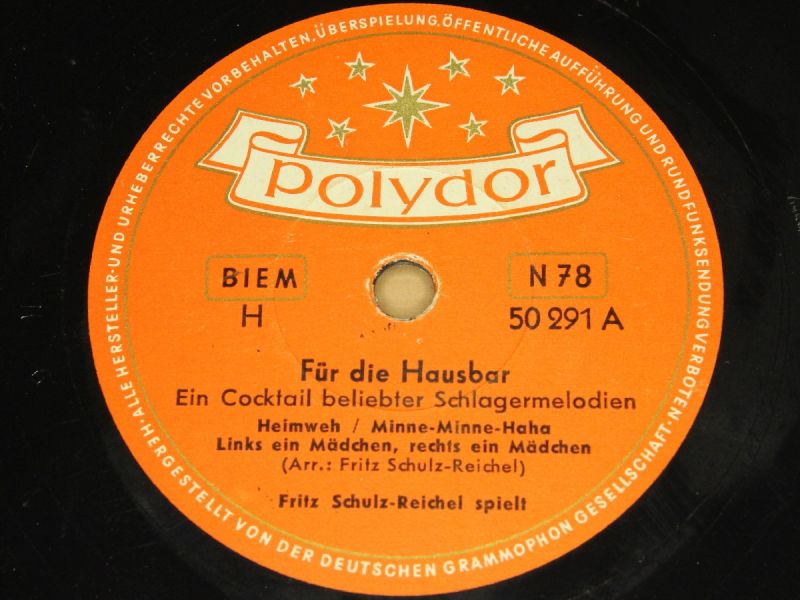 ALLE HERSTELLER- UND URHEBERRECHTE VORBEHALTEN. ÜBERSPIELUNG, ÖFFENTLICHE AUFFÜHRUNG UND RUNDFUNKSENDUNG VERBOTEN ·
polydor
BIEM
N 78
H
50 291 A
Für die Hausbar
Ein Cocktail beliebter Schlagermelodien
Heimweh / Minne-Minne-Haha
Links ein Mädchen, rechts ein Mädchen
(Arr.: Fritz Schulz-Reichel)
Fritz Schulz-Reichel spielt
· HERGESTELLT VON DER DEUTSCHEN GRAMMOPHON GESELLSCHAFT ·